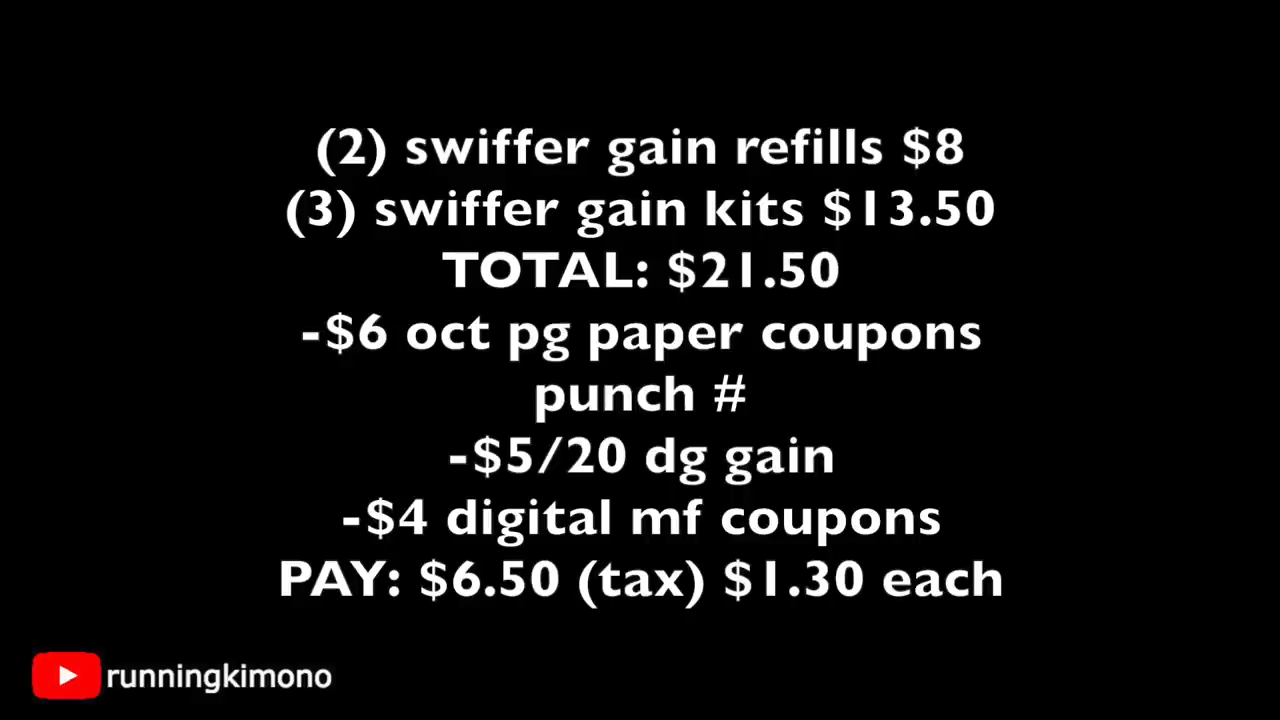 (2) swiffer gain refills $8
(3) swiffer gain kits $13.50
TOTAL: $21.50
-$6 oct pg paper coupons
punch #
-$5/20 dg gain
-$4 digital mf coupons
PAY: $6.50 (tax) $1.30 each
runningkimono